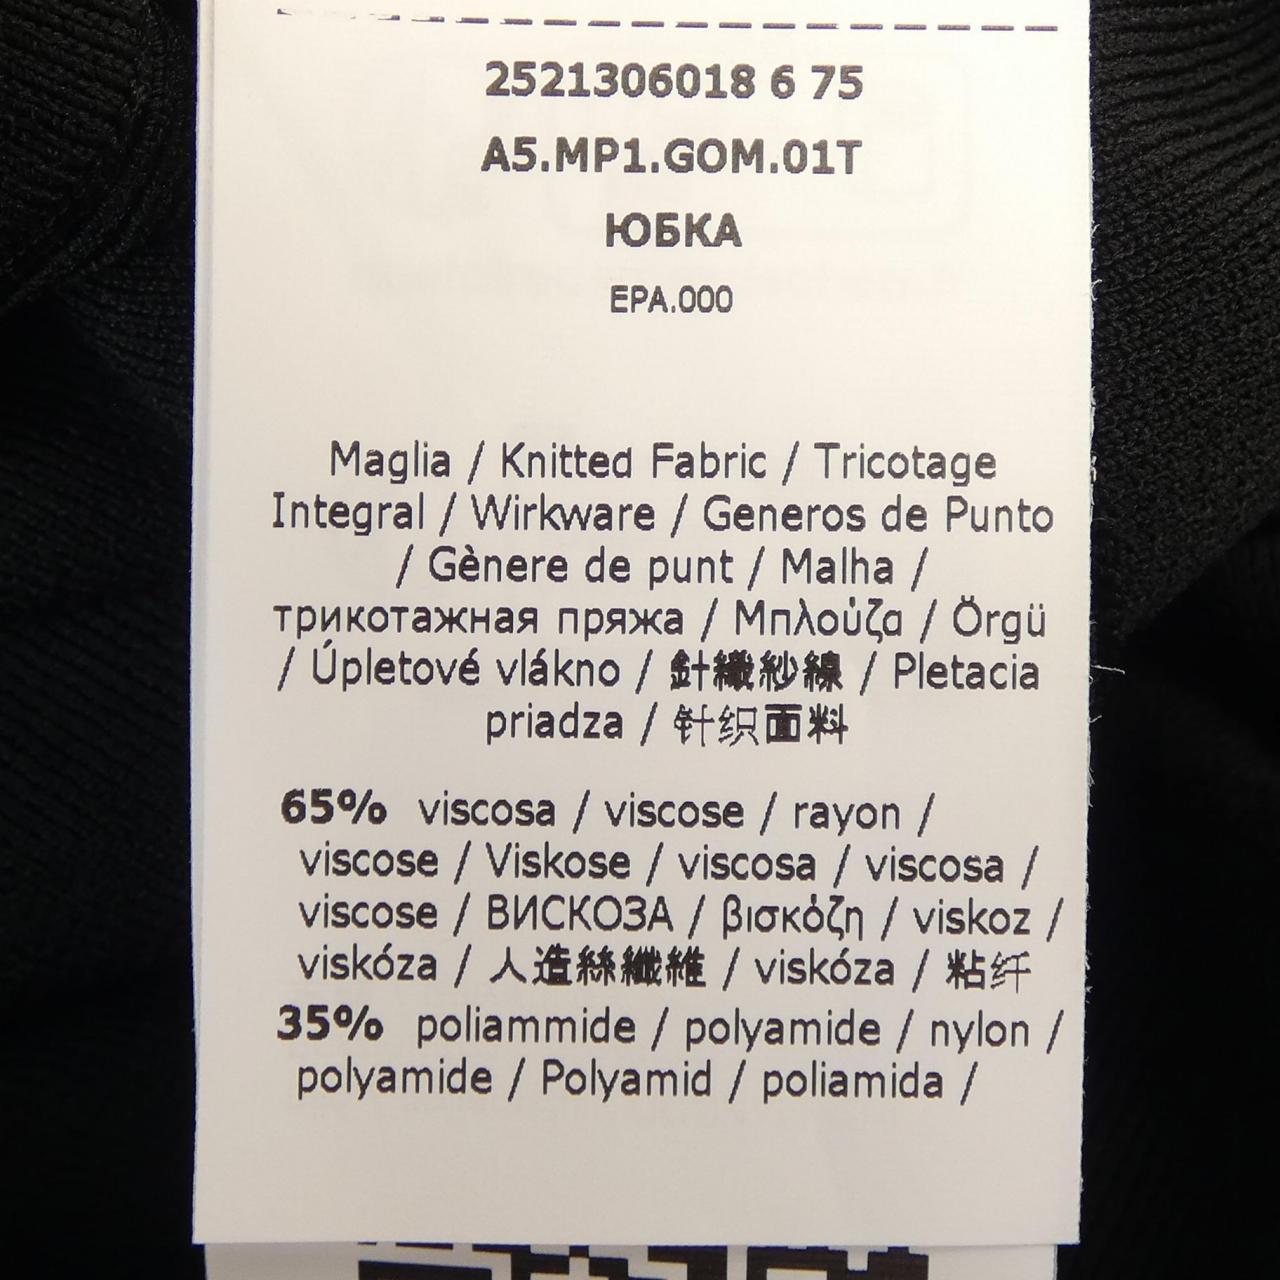 2521306018 6 75
A5.MP1.GOM.01T
ЮБКА
EPA.000
Maglia / Knitted Fabric / Tricotage
Integral / Wirkware / Generos de Punto
/ Gènere de punt / Malha /
трикотажная пряжа / Μπλούζα / Örgü
/ Úpletové vlákno / 針織紗線 / Pletacia
priadza / 针织面料
65% viscosa / viscose / rayon /
viscose / Viskose / viscosa / viscosa /
viscose / ВИСКОЗА / βισκόζη / viskoz /
viskóza / 人造絲纖維 / viskóza / 粘纤
35% poliammide / polyamide / nylon /
polyamide / Polyamid / poliamida /